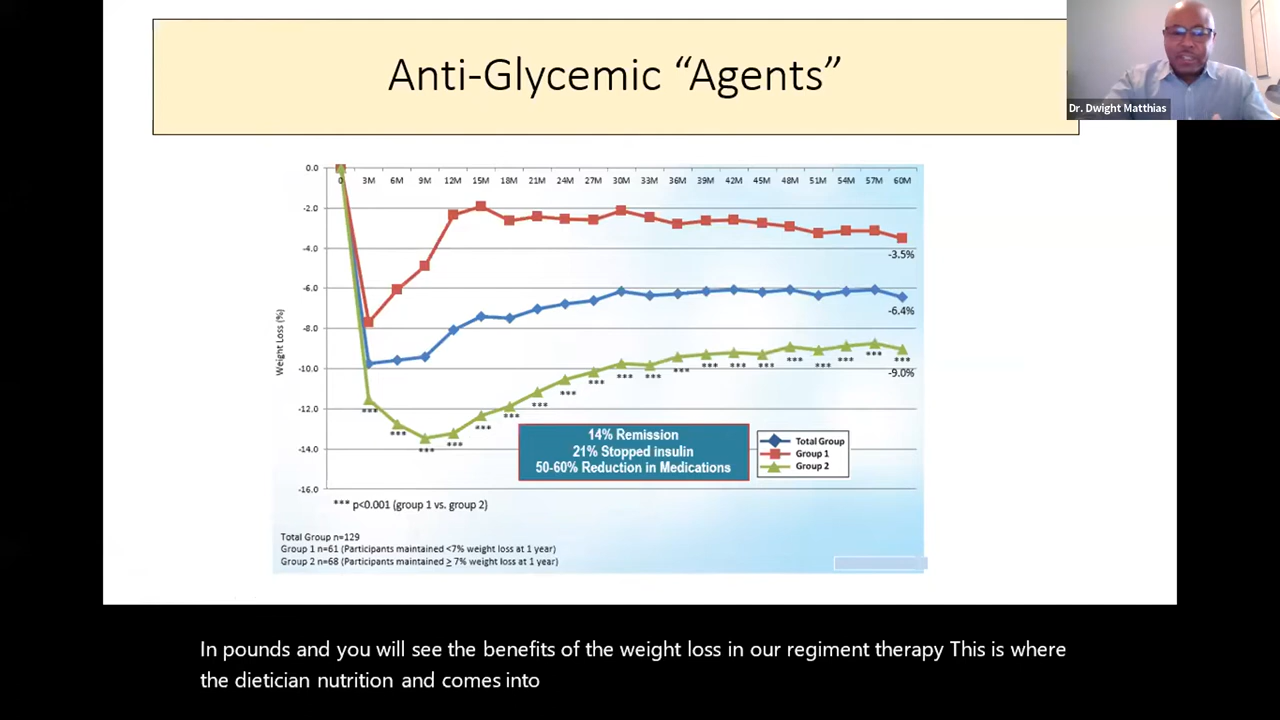 Anti-Glycemic “Agents”
Dr. Dwight Matthias
0.0
0 3M 6M 9M 12M 15M 18M 21M 24M 27M 30M 33M 36M 39M 42M 45M 48M 51M 54M 57M 60M
-2.0
-4.0
-3.5%
-6.0
-6.4%
-8.0
Weight Loss (%)
-10.0
-9.0%
*** *** *** *** *** *** *** *** *** *** *** *** *** *** *** *** *** *** *** ***
-12.0
-14.0
-16.0
14% Remission
21% Stopped insulin
50-60% Reduction in Medications
Total Group
Group 1
Group 2
*** p<0.001 (group 1 vs. group 2)
Total Group n=129
Group 1 n=61 (Participants maintained <7% weight loss at 1 year)
Group 2 n=68 (Participants maintained ≥ 7% weight loss at 1 year)
In pounds and you will see the benefits of the weight loss in our regiment therapy This is where
the dietician nutrition and comes into